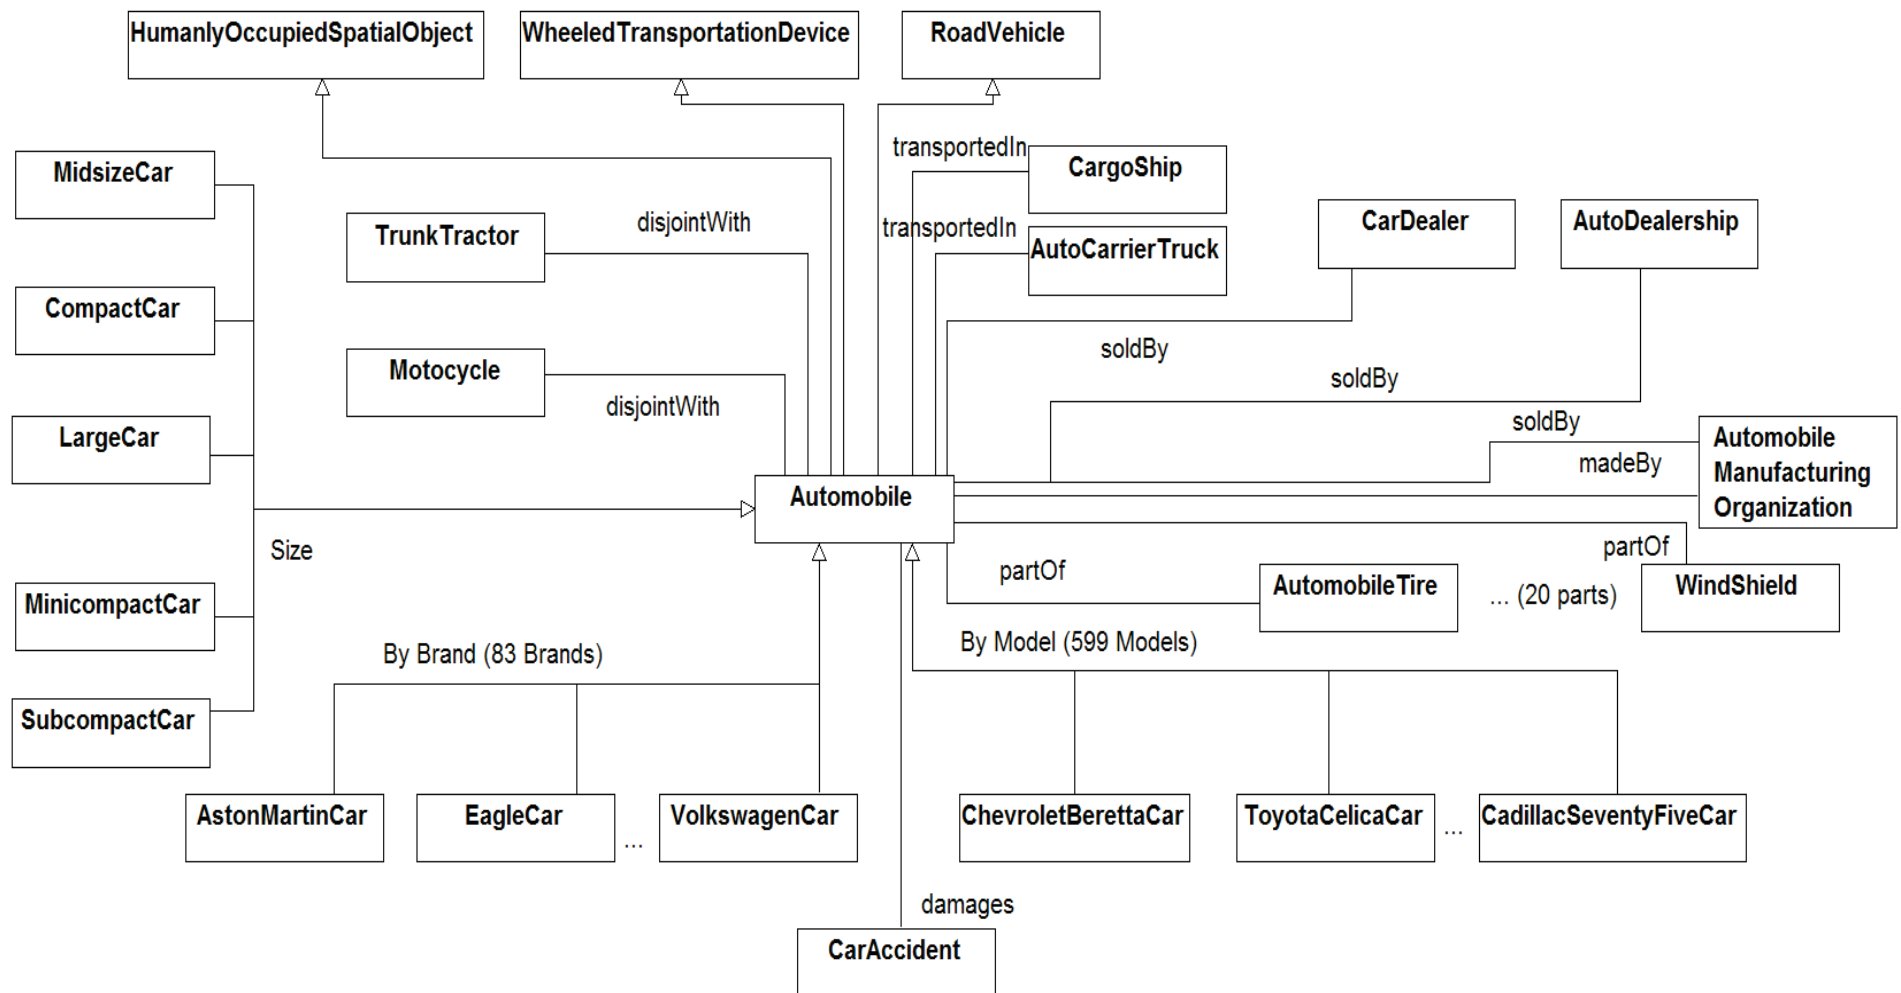 HumanlyOccupiedSpatialObject
WheeledTransportationDevice
RoadVehicle
transportedIn
CargoShip
MidsizeCar
TrunkTractor
disjointWith
transportedIn
AutoCarrierTruck
CarDealer
AutoDealership
CompactCar
Motocycle
disjointWith
soldBy
soldBy
LargeCar
soldBy
madeBy
Automobile
Manufacturing
Organization
Automobile
Size
partOf
AutomobileTire
... (20 parts)
partOf
WindShield
MinicompactCar
By Brand (83 Brands)
By Model (599 Models)
SubcompactCar
AstonMartinCar
EagleCar
...
VolkswagenCar
ChevroletBerettaCar
ToyotaCelicaCar
...
CadillacSeventyFiveCar
damages
CarAccident